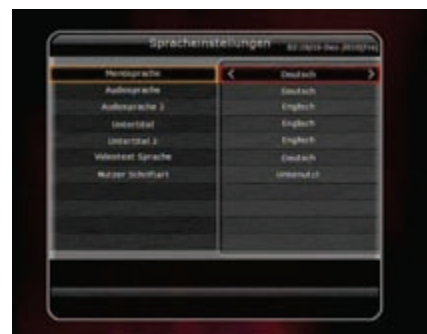 Spracheinstellungen
Menüsprache Deutsch
Audiosprache Deutsch
Audiosprache 2 Englisch
Untertitel Englisch
Untertitel 2 Englisch
Videotext Sprache Deutsch
Nutzer Schriftart Unbenutzt